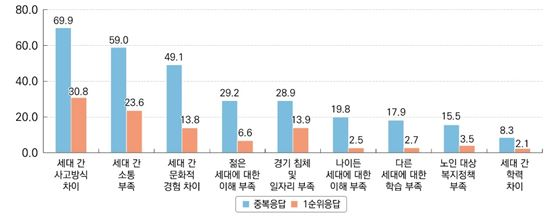 80.0
60.0
40.0
20.0
0.0
69.9
30.8
59.0
23.6
49.1
13.8
29.2
6.6
28.9
13.9
19.8
2.5
17.9
2.7
15.5
3.5
8.3
2.1
세대 간
사고방식
차이
세대 간
소통
부족
세대 간
문화적
경험 차이
젊은
세대에 대한
이해 부족
경기 침체
및
일자리 부족
나이든
세대에 대한
이해 부족
다른
세대에 대한
학습 부족
노인 대상
복지정책
부족
세대 간
학력
차이
중복응답
1순위응답